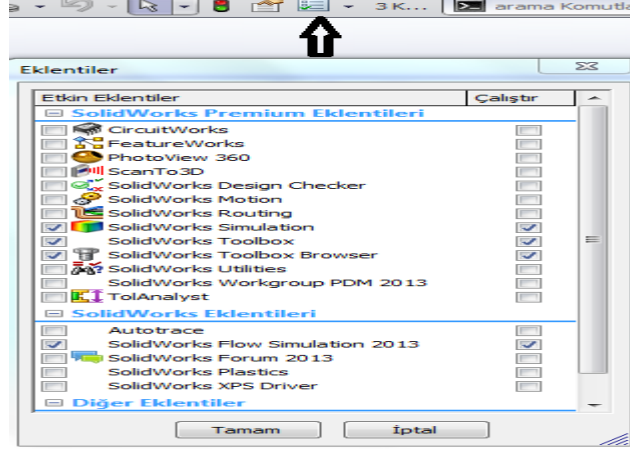 3 K... arama Komutla
Eklentiler
Etkin Eklentiler Çalıştır
SolidWorks Premium Eklentileri
CircuitWorks
FeatureWorks
PhotoView 360
ScanTo3D
SolidWorks Design Checker
SolidWorks Motion
SolidWorks Routing
SolidWorks Simulation
SolidWorks Toolbox
SolidWorks Toolbox Browser
SolidWorks Utilities
SolidWorks Workgroup PDM 2013
TolAnalyst
SolidWorks Eklentileri
Autotrace
SolidWorks Flow Simulation 2013
SolidWorks Forum 2013
SolidWorks Plastics
SolidWorks XPS Driver
Diğer Eklentiler
Tamam İptal